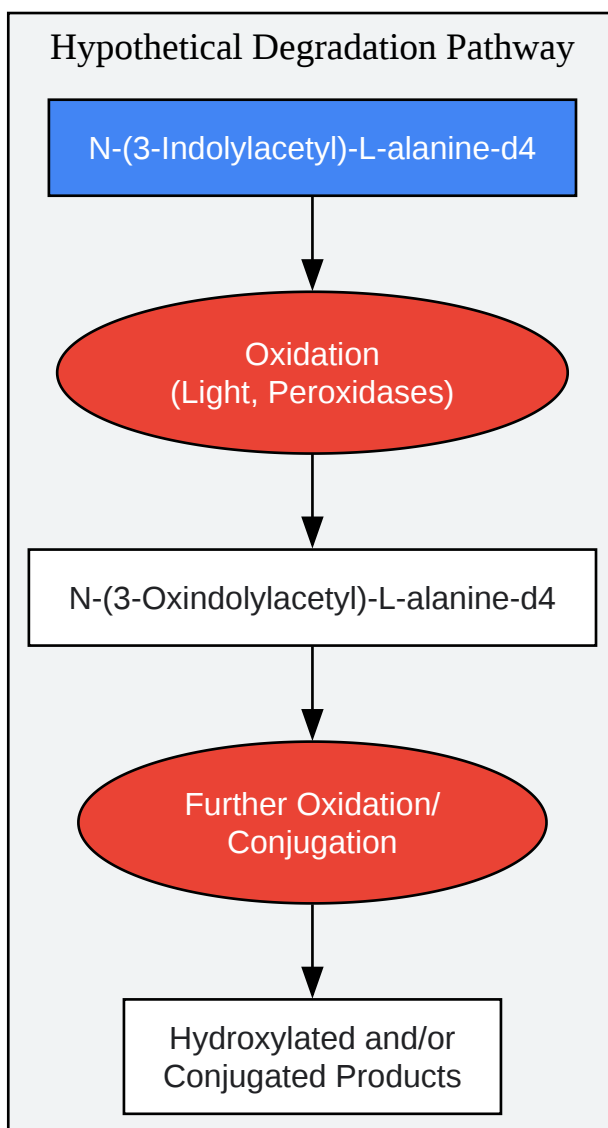 Hypothetical Degradation Pathway
N-(3-Indolylacetyl)-L-alanine-d4
Oxidation
(Light, Peroxidases)
N-(3-Oxindolylacetyl)-L-alanine-d4
Further Oxidation/
Conjugation
Hydroxylated and/or
Conjugated Products